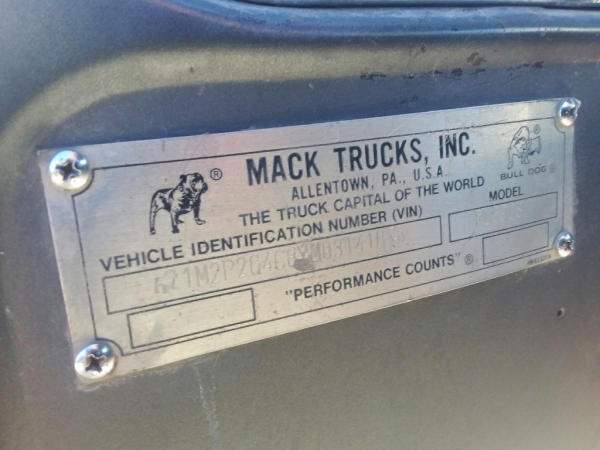 MACK TRUCKS, INC.
ALLENTOWN, PA., U.S.A.
THE TRUCK CAPITAL OF THE WORLD
BULL DOG ®
®
VEHICLE IDENTIFICATION NUMBER (VIN)
MODEL
"PERFORMANCE COUNTS" ®